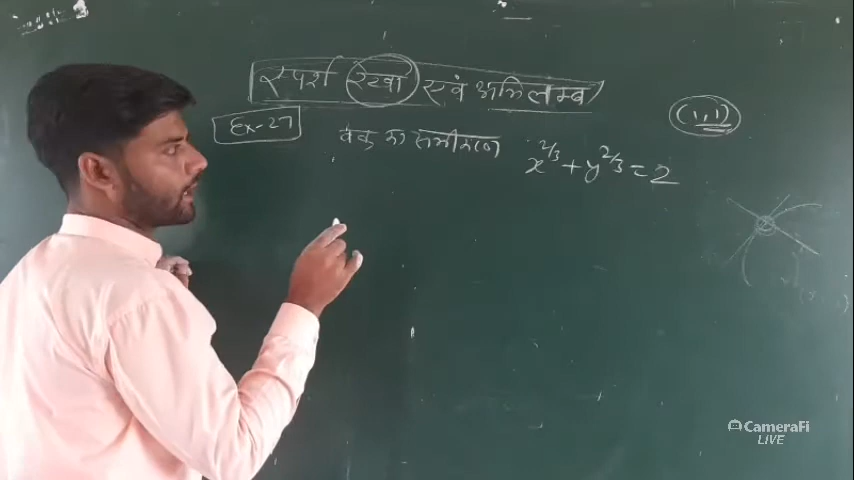 स्पर्श रेखा एवं अभिलम्ब
(1,1)
Ex-27
वक्र का समीकरण x^2/3 + y^2/3 = 2
CameraFi
LIVE